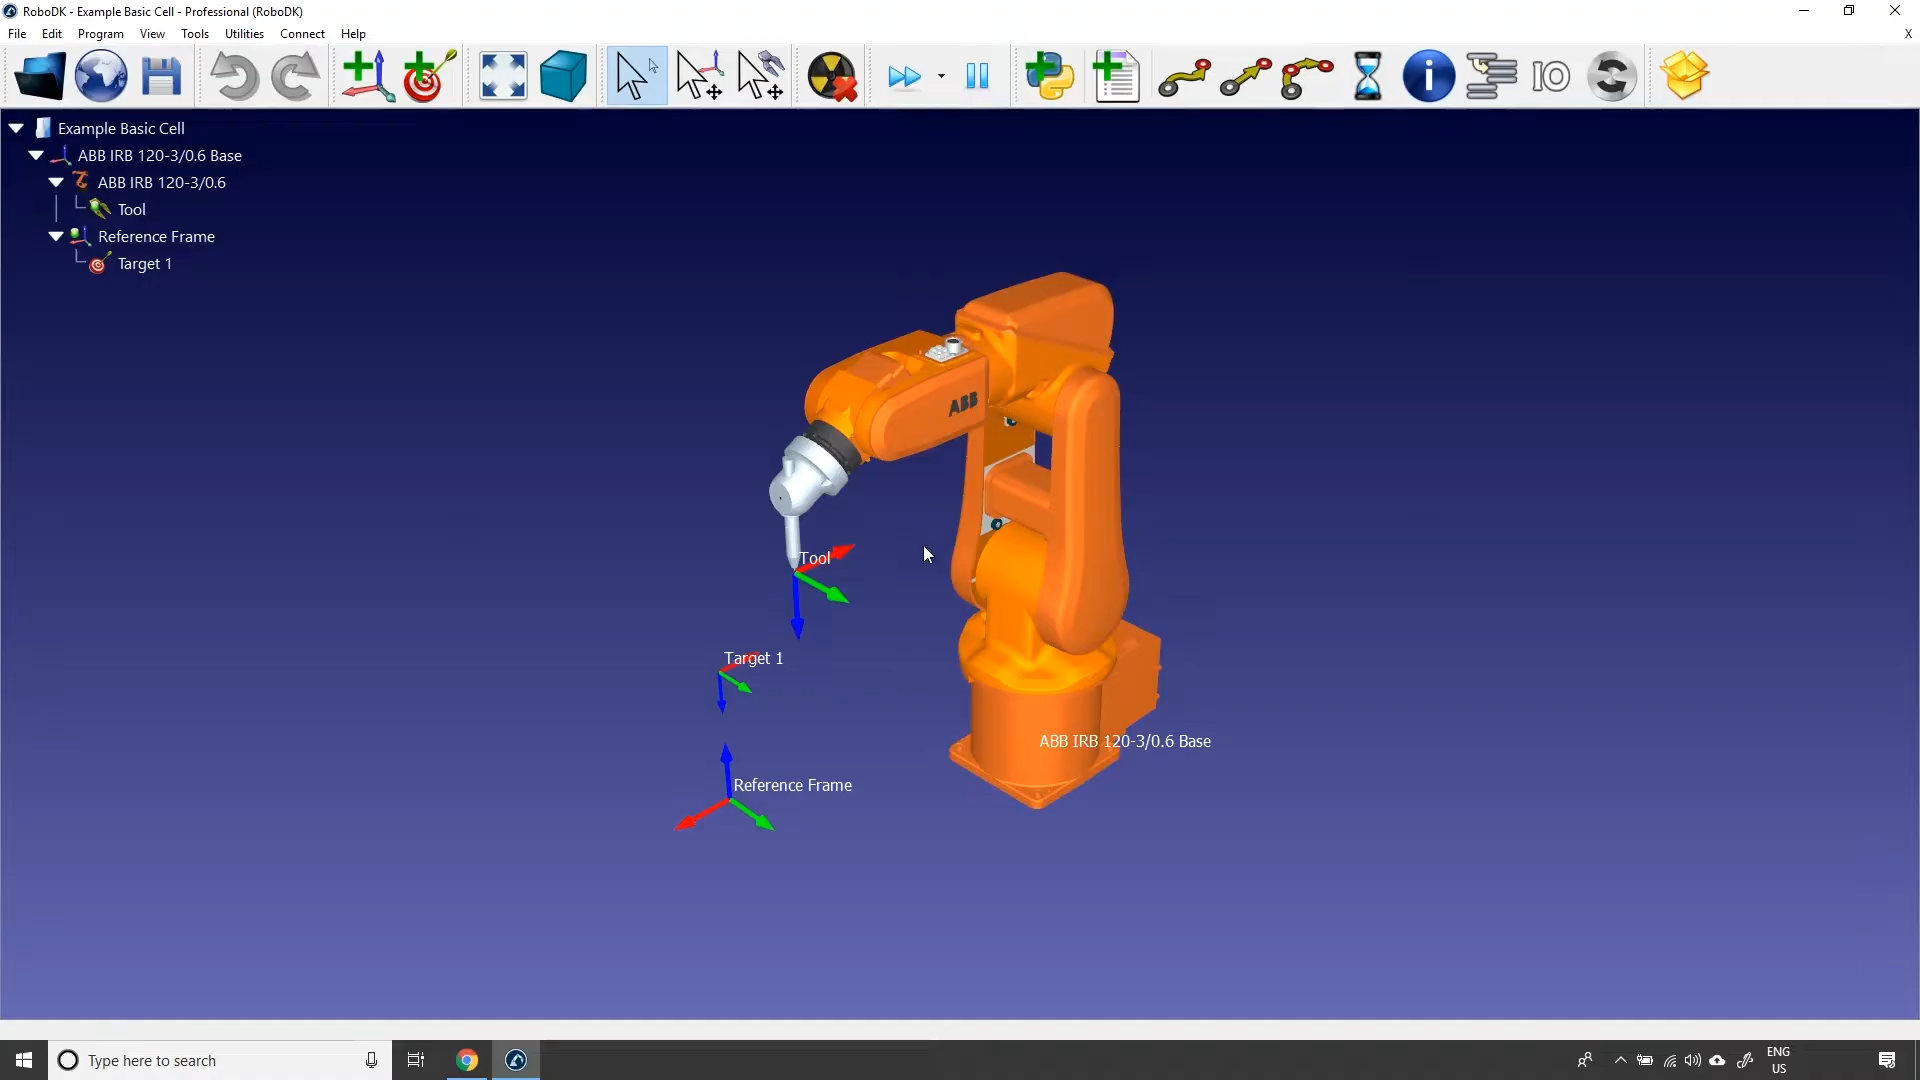 RoboDK - Example Basic Cell - Professional (RoboDK)
File Edit Program View Tools Utilities Connect Help
X
IO
Example Basic Cell
ABB IRB 120-3/0.6 Base
ABB IRB 120-3/0.6
Tool
Reference Frame
Target 1
ABB
Tool
Target 1
ABB IRB 120-3/0.6 Base
Reference Frame
Type here to search
ENG
US